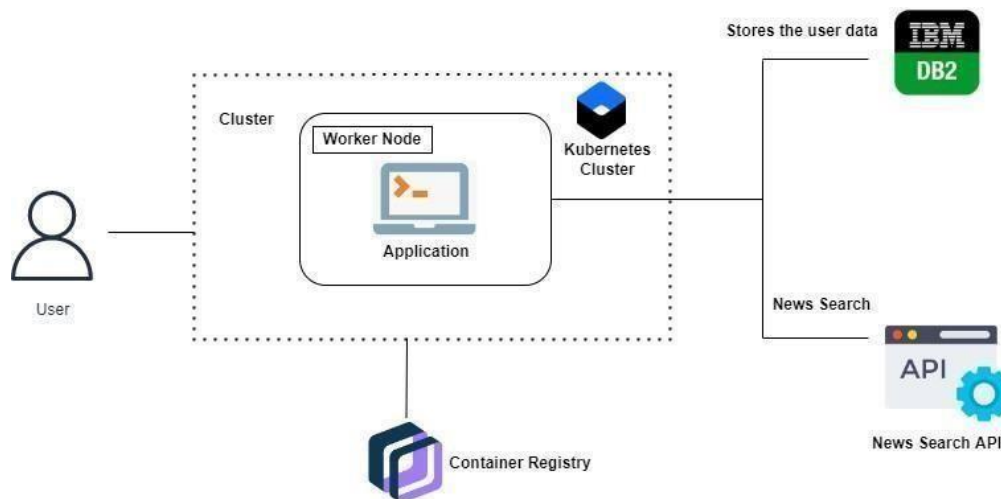 Stores the user data
IBM
DB2
Cluster
Worker Node
Kubernetes
Cluster
Application
User
News Search
API
News Search API
Container Registry